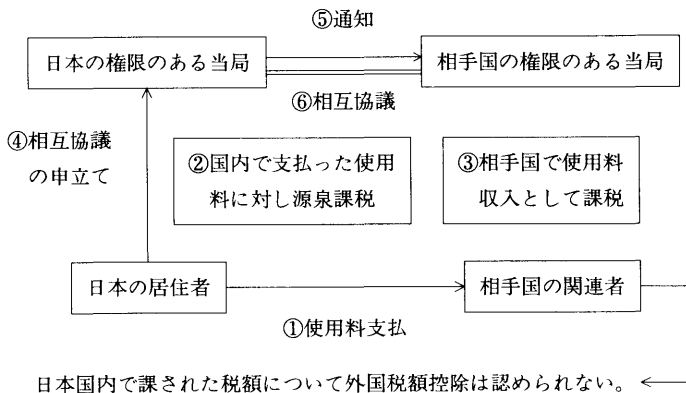 ⑤通知
日本の権限のある当局
相手国の権限のある当局
⑥相互協議
④相互協議
の申立て
②国内で支払った使用
料に対し源泉課税
③相手国で使用料
収入として課税
日本の居住者
相手国の関連者
①使用料支払
日本国内で課された税額について外国税額控除は認められない。